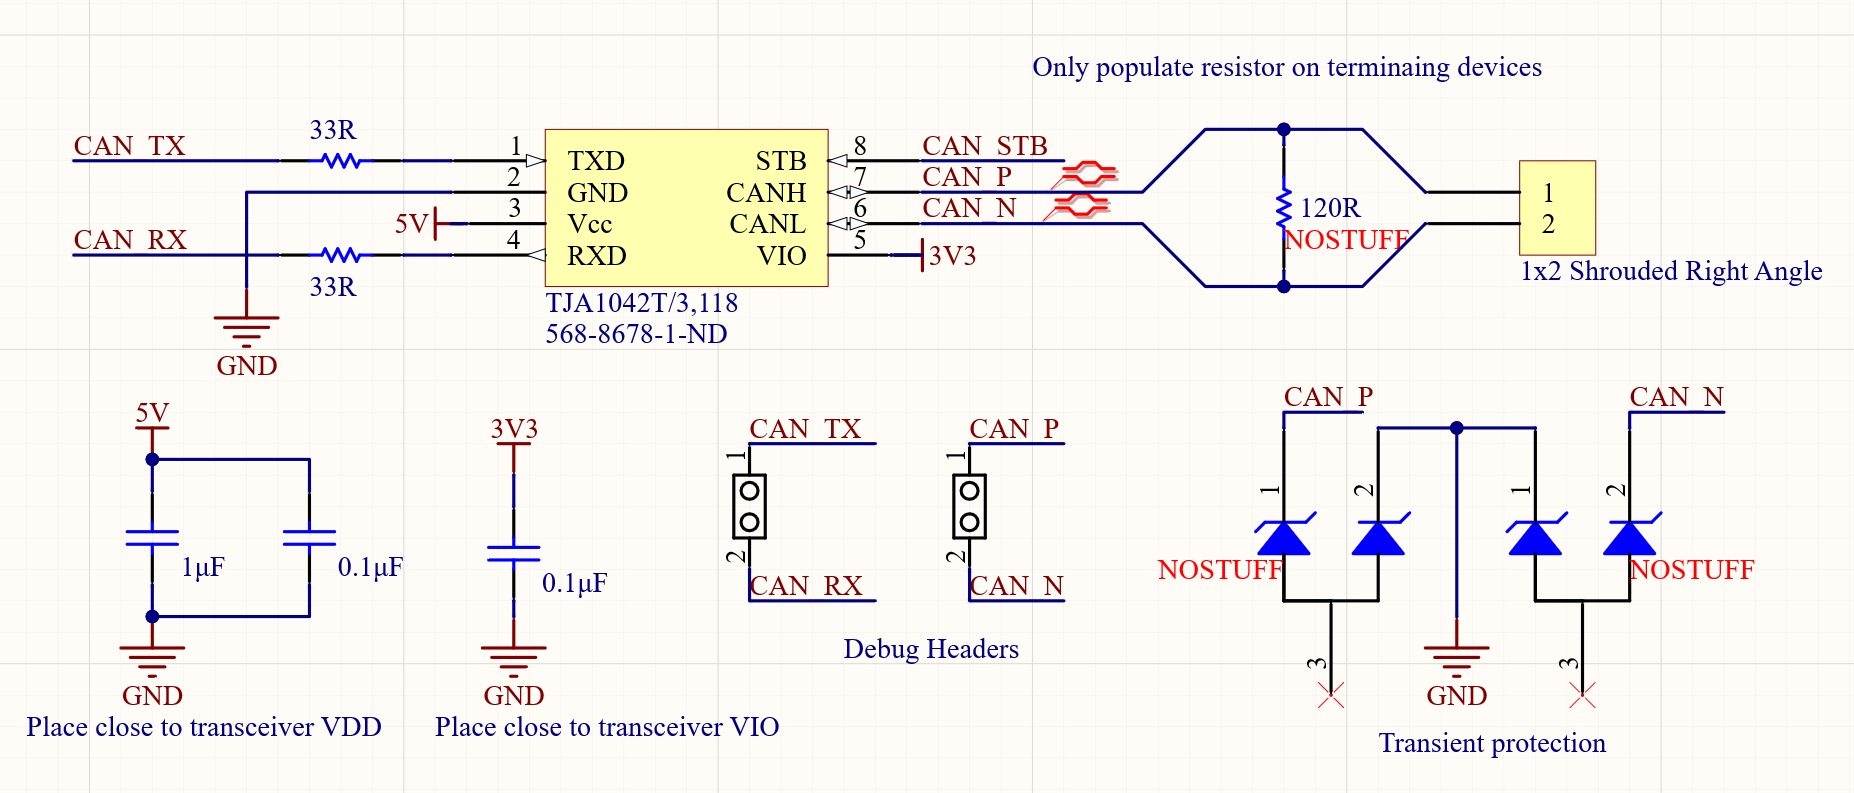 Only populate resistor on terminaing devices
CAN_TX
33R
1
TXD
STB
8
CAN_STB
2
GND
CANH
7
CAN_P
3
5V
Vcc
CANL
6
CAN_N
120R
NOSTUFF
1
2
CAN_RX
33R
4
RXD
VIO
5
3V3
1x2 Shrouded Right Angle
TJA1042T/3,118
568-8678-1-ND
GND
5V
1µF
0.1µF
GND
Place close to transceiver VDD
3V3
0.1µF
GND
Place close to transceiver VIO
CAN_TX
1
2
CAN_RX
CAN_P
1
2
CAN_N
Debug Headers
CAN_P
CAN_N
1
2
1
2
NOSTUFF
NOSTUFF
3
3
GND
Transient protection